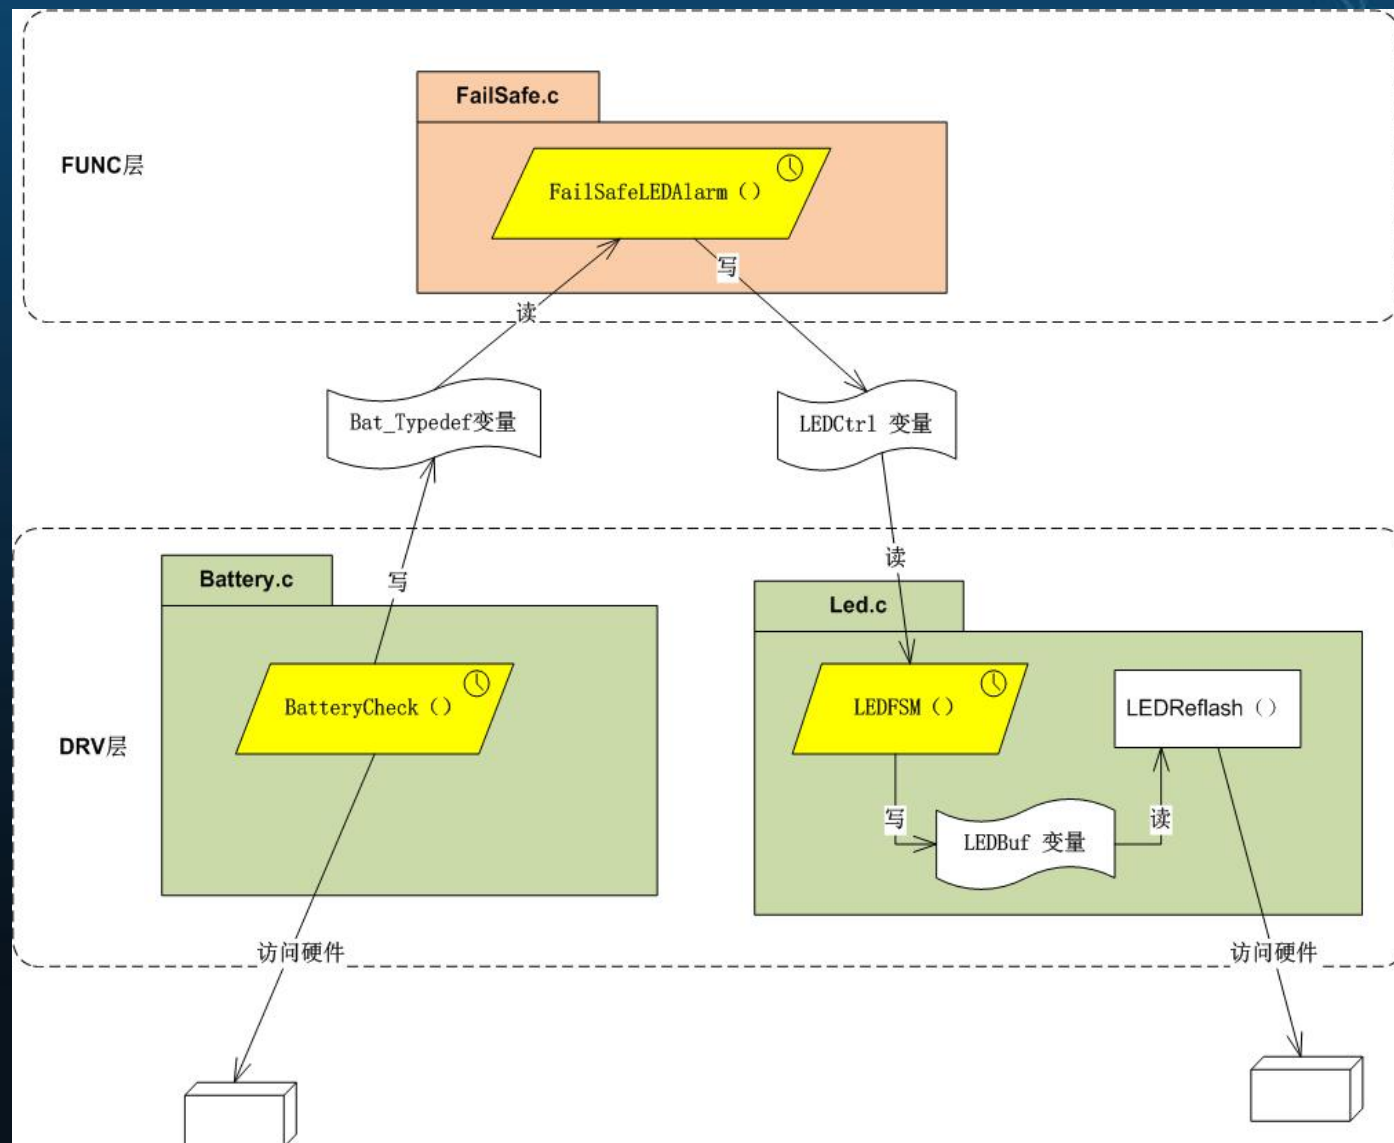 FailSafe.c
FUNC层
FailSafeLEDAlarm（）
写
读
Bat_Typedef变量
LEDCtrl 变量
读
Battery.c
写
Led.c
BatteryCheck（）
LEDFSM（）
LEDReflash（）
DRV层
写
LEDBuf 变量
读
访问硬件
访问硬件